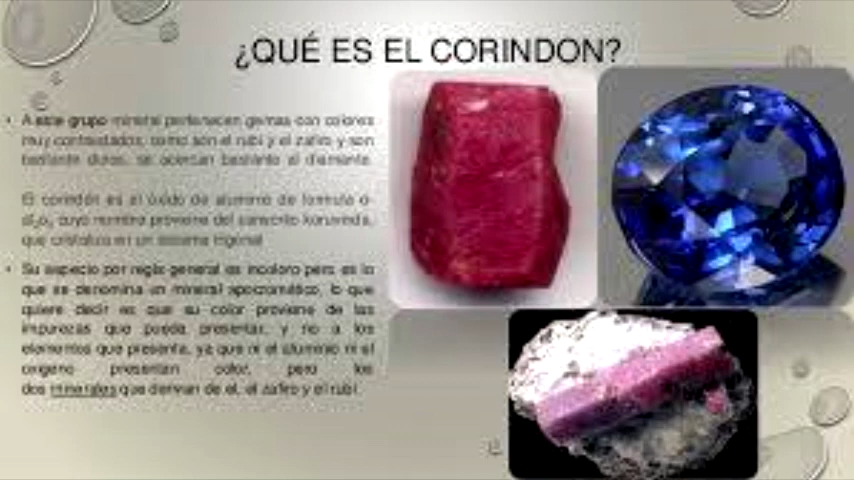 ¿QUÉ ES EL CORINDON?
• A este grupo mineral pertenecen gemas con colores
muy contrastados, como son el rubi y el zafiro y son
bastante duros, se acercan bastante al diamante.
El corindón es el óxido de aluminio de formula α-
al₂o₃ cuyo nombre proviene del sanscrito koruvinda,
que cristaliza en un sistema trigonal
• Su aspecto por regla general es incoloro pero es lo
que se denomina un mineral apocromático, lo que
quiere decir es que su color proviene de las
impurezas que pueda presentar, y no a los
elementos que presenta, ya que ni el aluminio ni el
oxigeno presentan color, pero los
dos minerales que derivan de el, el zafiro y el rubí.